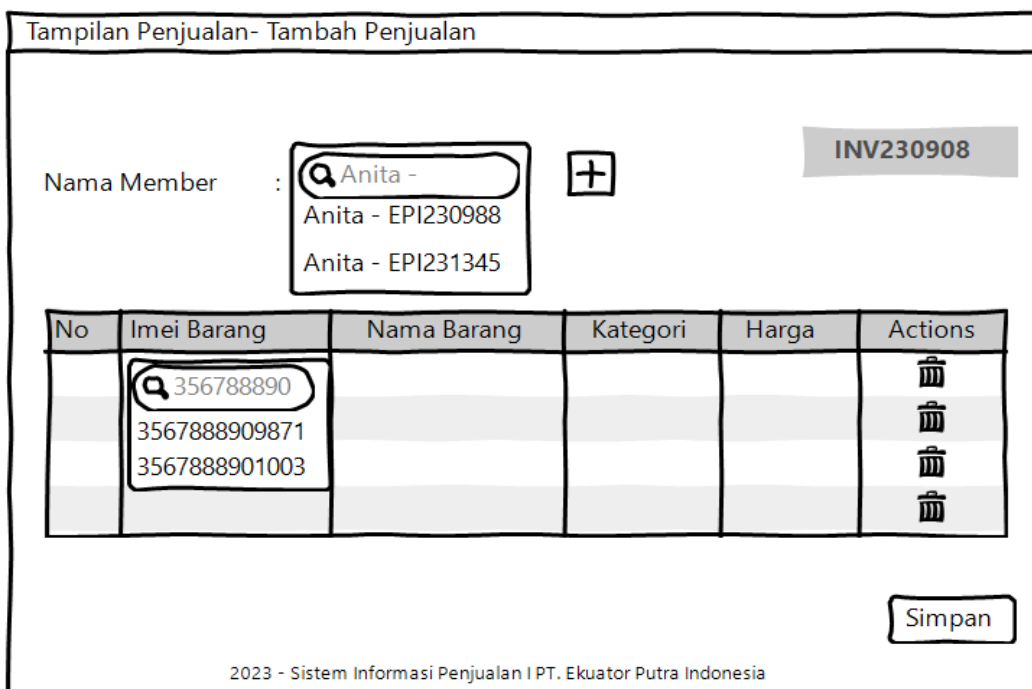 Tampilan Penjualan- Tambah Penjualan
INV230908
Nama Member :
Anita -
Anita - EPI230988
Anita - EPI231345
No Imei Barang Nama Barang Kategori Harga Actions
356788890
3567888909871
3567888901003
Simpan
2023 - Sistem Informasi Penjualan I PT. Ekuator Putra Indonesia